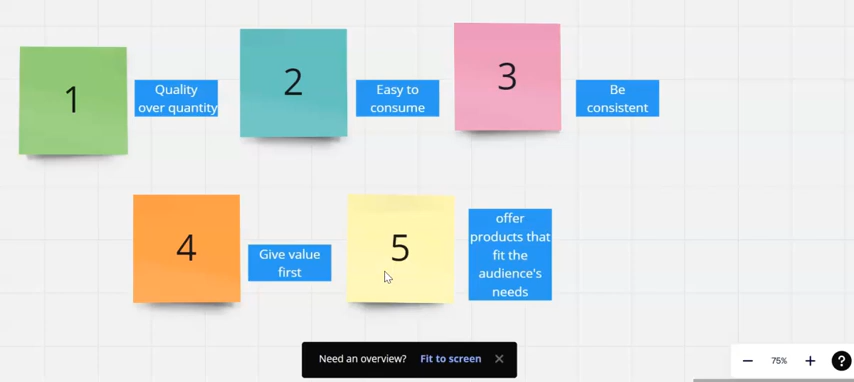 1
Quality
over quantity
2
Easy to
consume
3
Be
consistent
4
Give value
first
5
offer
products that
fit the
audience's
needs
Need an overview? Fit to screen
75%
?